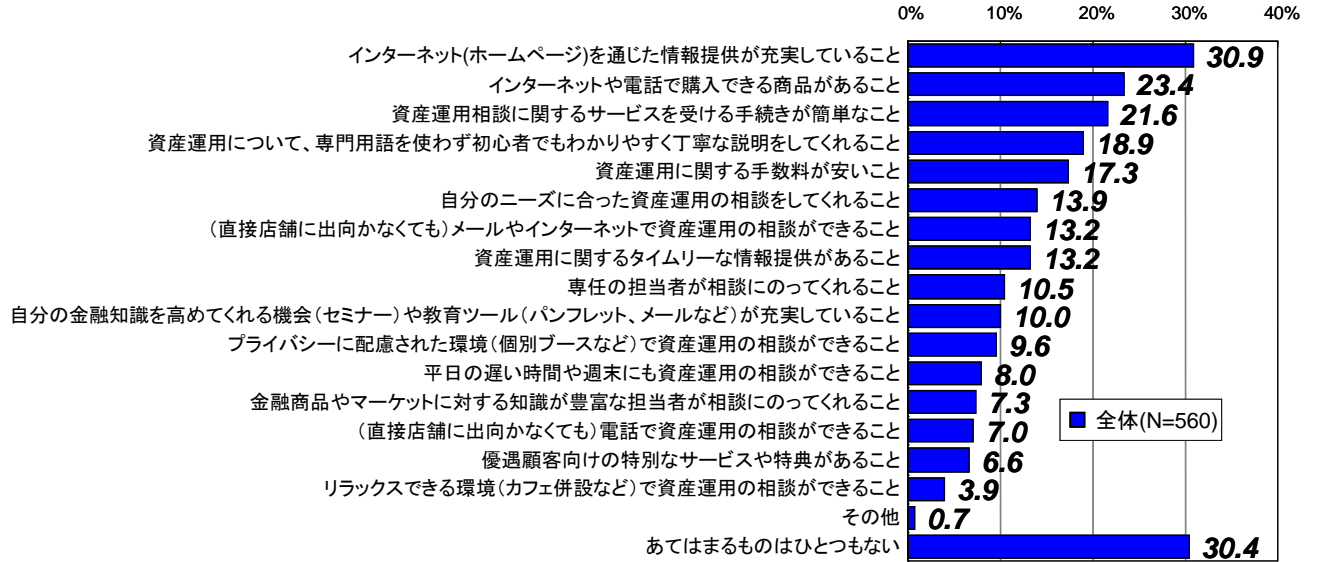 0% 10% 20% 30% 40%
インターネット(ホームページ)を通じた情報提供が充実していること 30.9
インターネットや電話で購入できる商品があること 23.4
資産運用相談に関するサービスを受ける手続きが簡単なこと 21.6
資産運用について、専門用語を使わず初心者でもわかりやすく丁寧な説明をしてくれること 18.9
資産運用に関する手数料が安いこと 17.3
自分のニーズに合った資産運用の相談をしてくれること 13.9
（直接店舗に出向かなくても）メールやインターネットで資産運用の相談ができること 13.2
資産運用に関するタイムリーな情報提供があること 13.2
専任の担当者が相談にのってくれること 10.5
自分の金融知識を高めてくれる機会（セミナー）や教育ツール（パンフレット、メールなど）が充実していること 10.0
プライバシーに配慮された環境（個別ブースなど）で資産運用の相談ができること 9.6
平日の遅い時間や週末にも資産運用の相談ができること 8.0
金融商品やマーケットに対する知識が豊富な担当者が相談にのってくれること 7.3
（直接店舗に出向かなくても）電話で資産運用の相談ができること 7.0
優遇顧客向けの特別なサービスや特典があること 6.6
リラックスできる環境（カフェ併設など）で資産運用の相談ができること 3.9
その他 0.7
あてはまるものはひとつもない 30.4
全体(N=560)